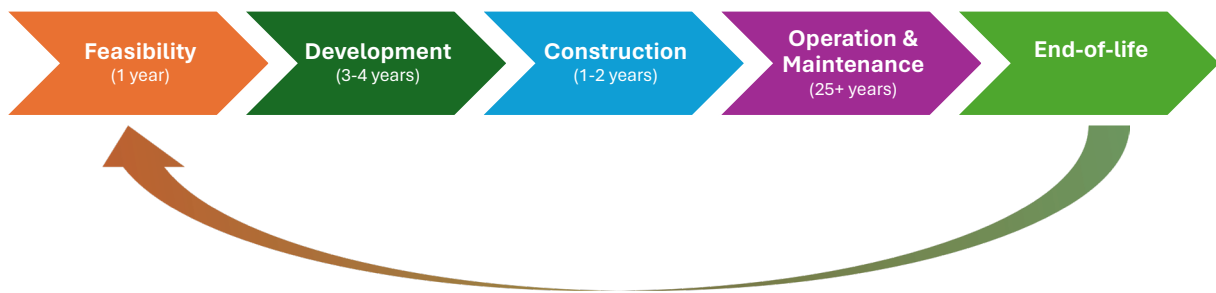 Feasibility
(1 year)
Development
(3-4 years)
Construction
(1-2 years)
Operation &
Maintenance
(25+ years)
End-of-life